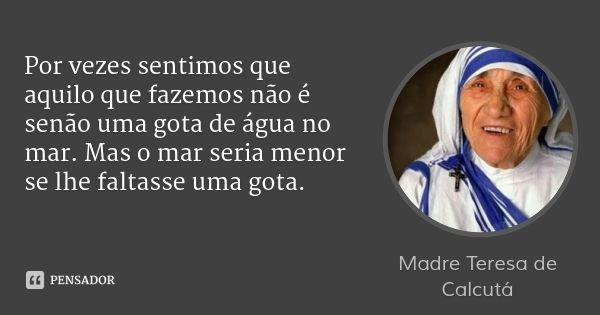 Por vezes sentimos que
aquilo que fazemos não é
senão uma gota de água no
mar. Mas o mar seria menor
se lhe faltasse uma gota.
Madre Teresa de
Calcutá
PENSADOR